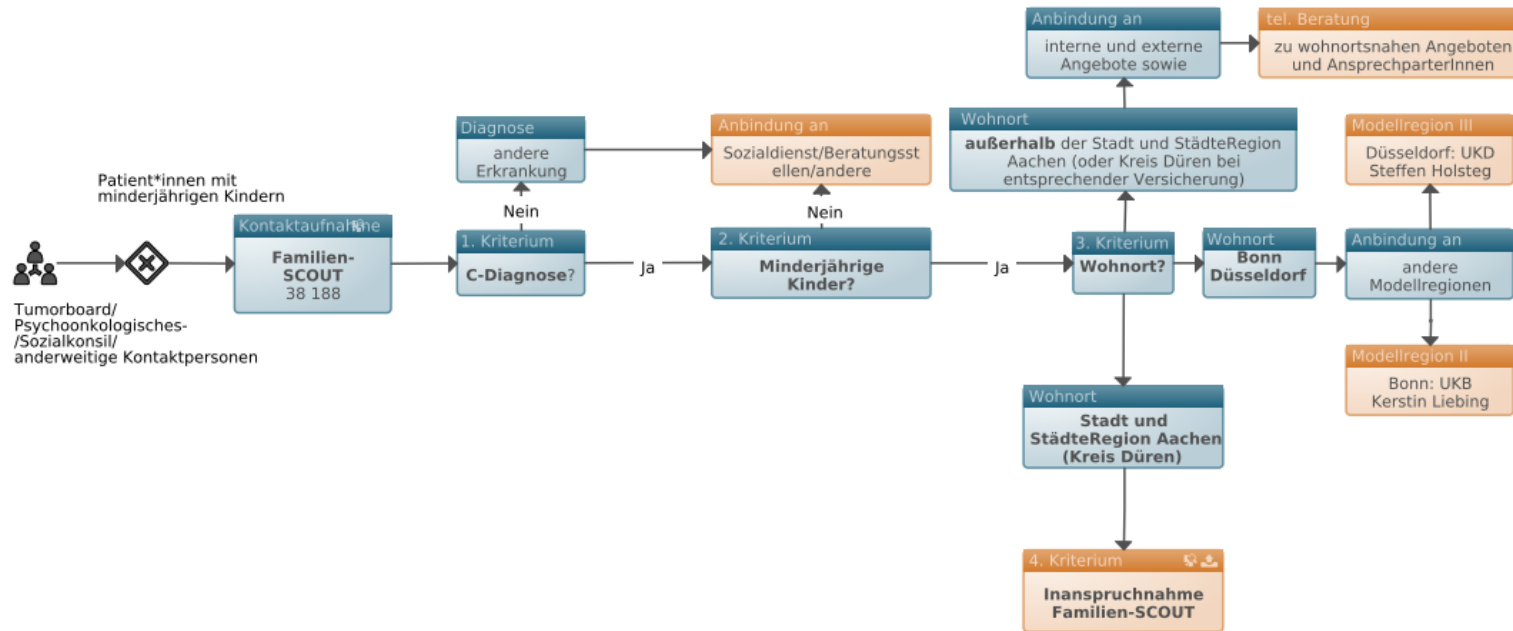 Patient*innen mit
minderjährigen Kindern
Tumorboard/
Psychoonkologisches-
/Sozialkonsil/
anderweitige Kontaktpersonen
Kontaktaufnahme
Familien-
SCOUT
38 188
1. Kriterium
C-Diagnose?
Nein
Diagnose
andere
Erkrankung
Ja
Anbindung an
Sozialdienst/Beratungsst
ellen/andere
Nein
2. Kriterium
Minderjährige
Kinder?
Ja
3. Kriterium
Wohnort?
Wohnort
außerhalb der Stadt und StädteRegion
Aachen (oder Kreis Düren bei
entsprechender Versicherung)
Anbindung an
interne und externe
Angebote sowie
tel. Beratung
zu wohnortsnahen Angeboten
und AnsprechparterInnen
Wohnort
Bonn
Düsseldorf
Anbindung an
andere
Modellregionen
Modellregion III
Düsseldorf: UKD
Steffen Holsteg
Modellregion II
Bonn: UKB
Kerstin Liebing
Wohnort
Stadt und
StädteRegion Aachen
(Kreis Düren)
4. Kriterium
Inanspruchnahme
Familien-SCOUT